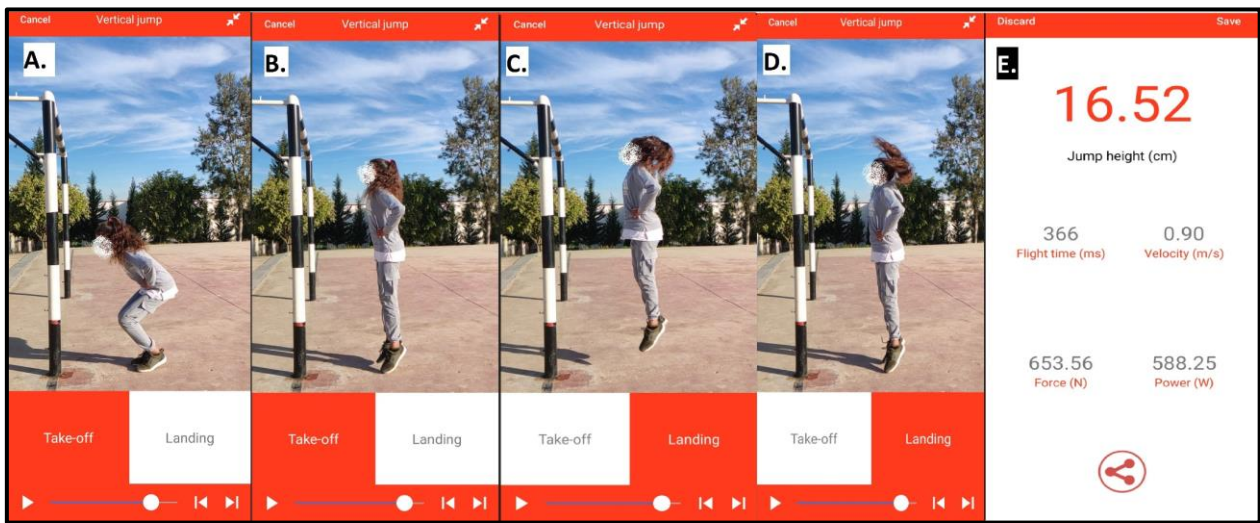 Cancel Vertical jump
A.
Take-off Landing
Cancel Vertical jump
B.
Take-off Landing
Cancel Vertical jump
C.
Take-off Landing
Cancel Vertical jump
D.
Take-off Landing
Discard Save
E.
16.52
Jump height (cm)
366 0.90
Flight time (ms) Velocity (m/s)
653.56 588.25
Force (N) Power (W)